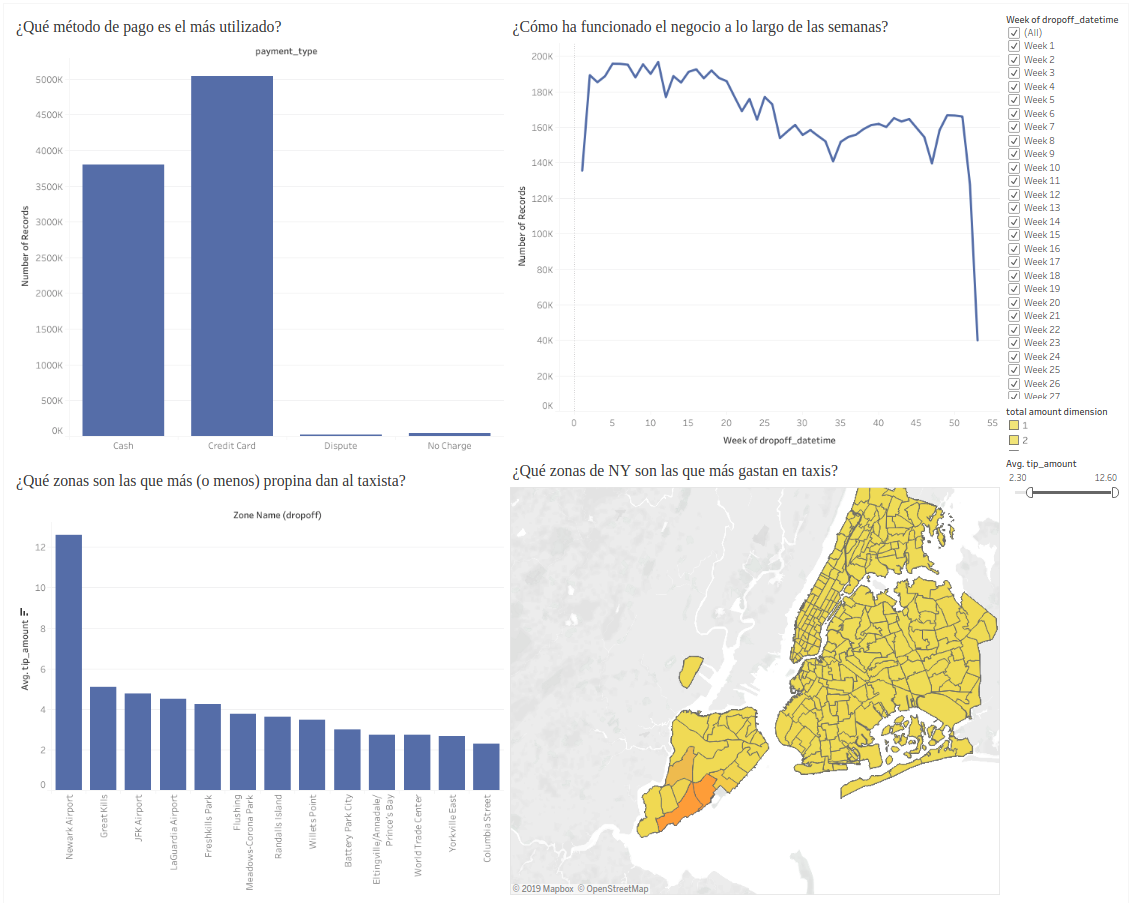 ¿Qué método de pago es el más utilizado?
payment_type
Number of Records
5000K
4500K
4000K
3500K
3000K
2500K
2000K
1500K
1000K
500K
0K
Cash
Credit Card
Dispute
No Charge
¿Cómo ha funcionado el negocio a lo largo de las semanas?
Number of Records
200K
180K
160K
140K
120K
100K
80K
60K
40K
20K
0K
0
5
10
15
20
25
30
35
40
45
50
55
Week of dropoff_datetime
Week of dropoff_datetime
(All)
Week 1
Week 2
Week 3
Week 4
Week 5
Week 6
Week 7
Week 8
Week 9
Week 10
Week 11
Week 12
Week 13
Week 14
Week 15
Week 16
Week 17
Week 18
Week 19
Week 20
Week 21
Week 22
Week 23
Week 24
Week 25
Week 26
Week 27
total amount dimension
1
2
Avg. tip_amount
2.30
12.60
¿Qué zonas son las que más (o menos) propina dan al taxista?
Zone Name (dropoff)
Avg. tip_amount
12
10
8
6
4
2
0
Newark Airport
Great Kills
JFK Airport
LaGuardia Airport
Freshkills Park
Flushing
Meadows-Corona Park
Randalls Island
Willets Point
Battery Park City
Eltingville/Annadale/
Prince's Bay
World Trade Center
Yorkville East
Columbia Street
¿Qué zonas de NY son las que más gastan en taxis?
© 2019 Mapbox © OpenStreetMap